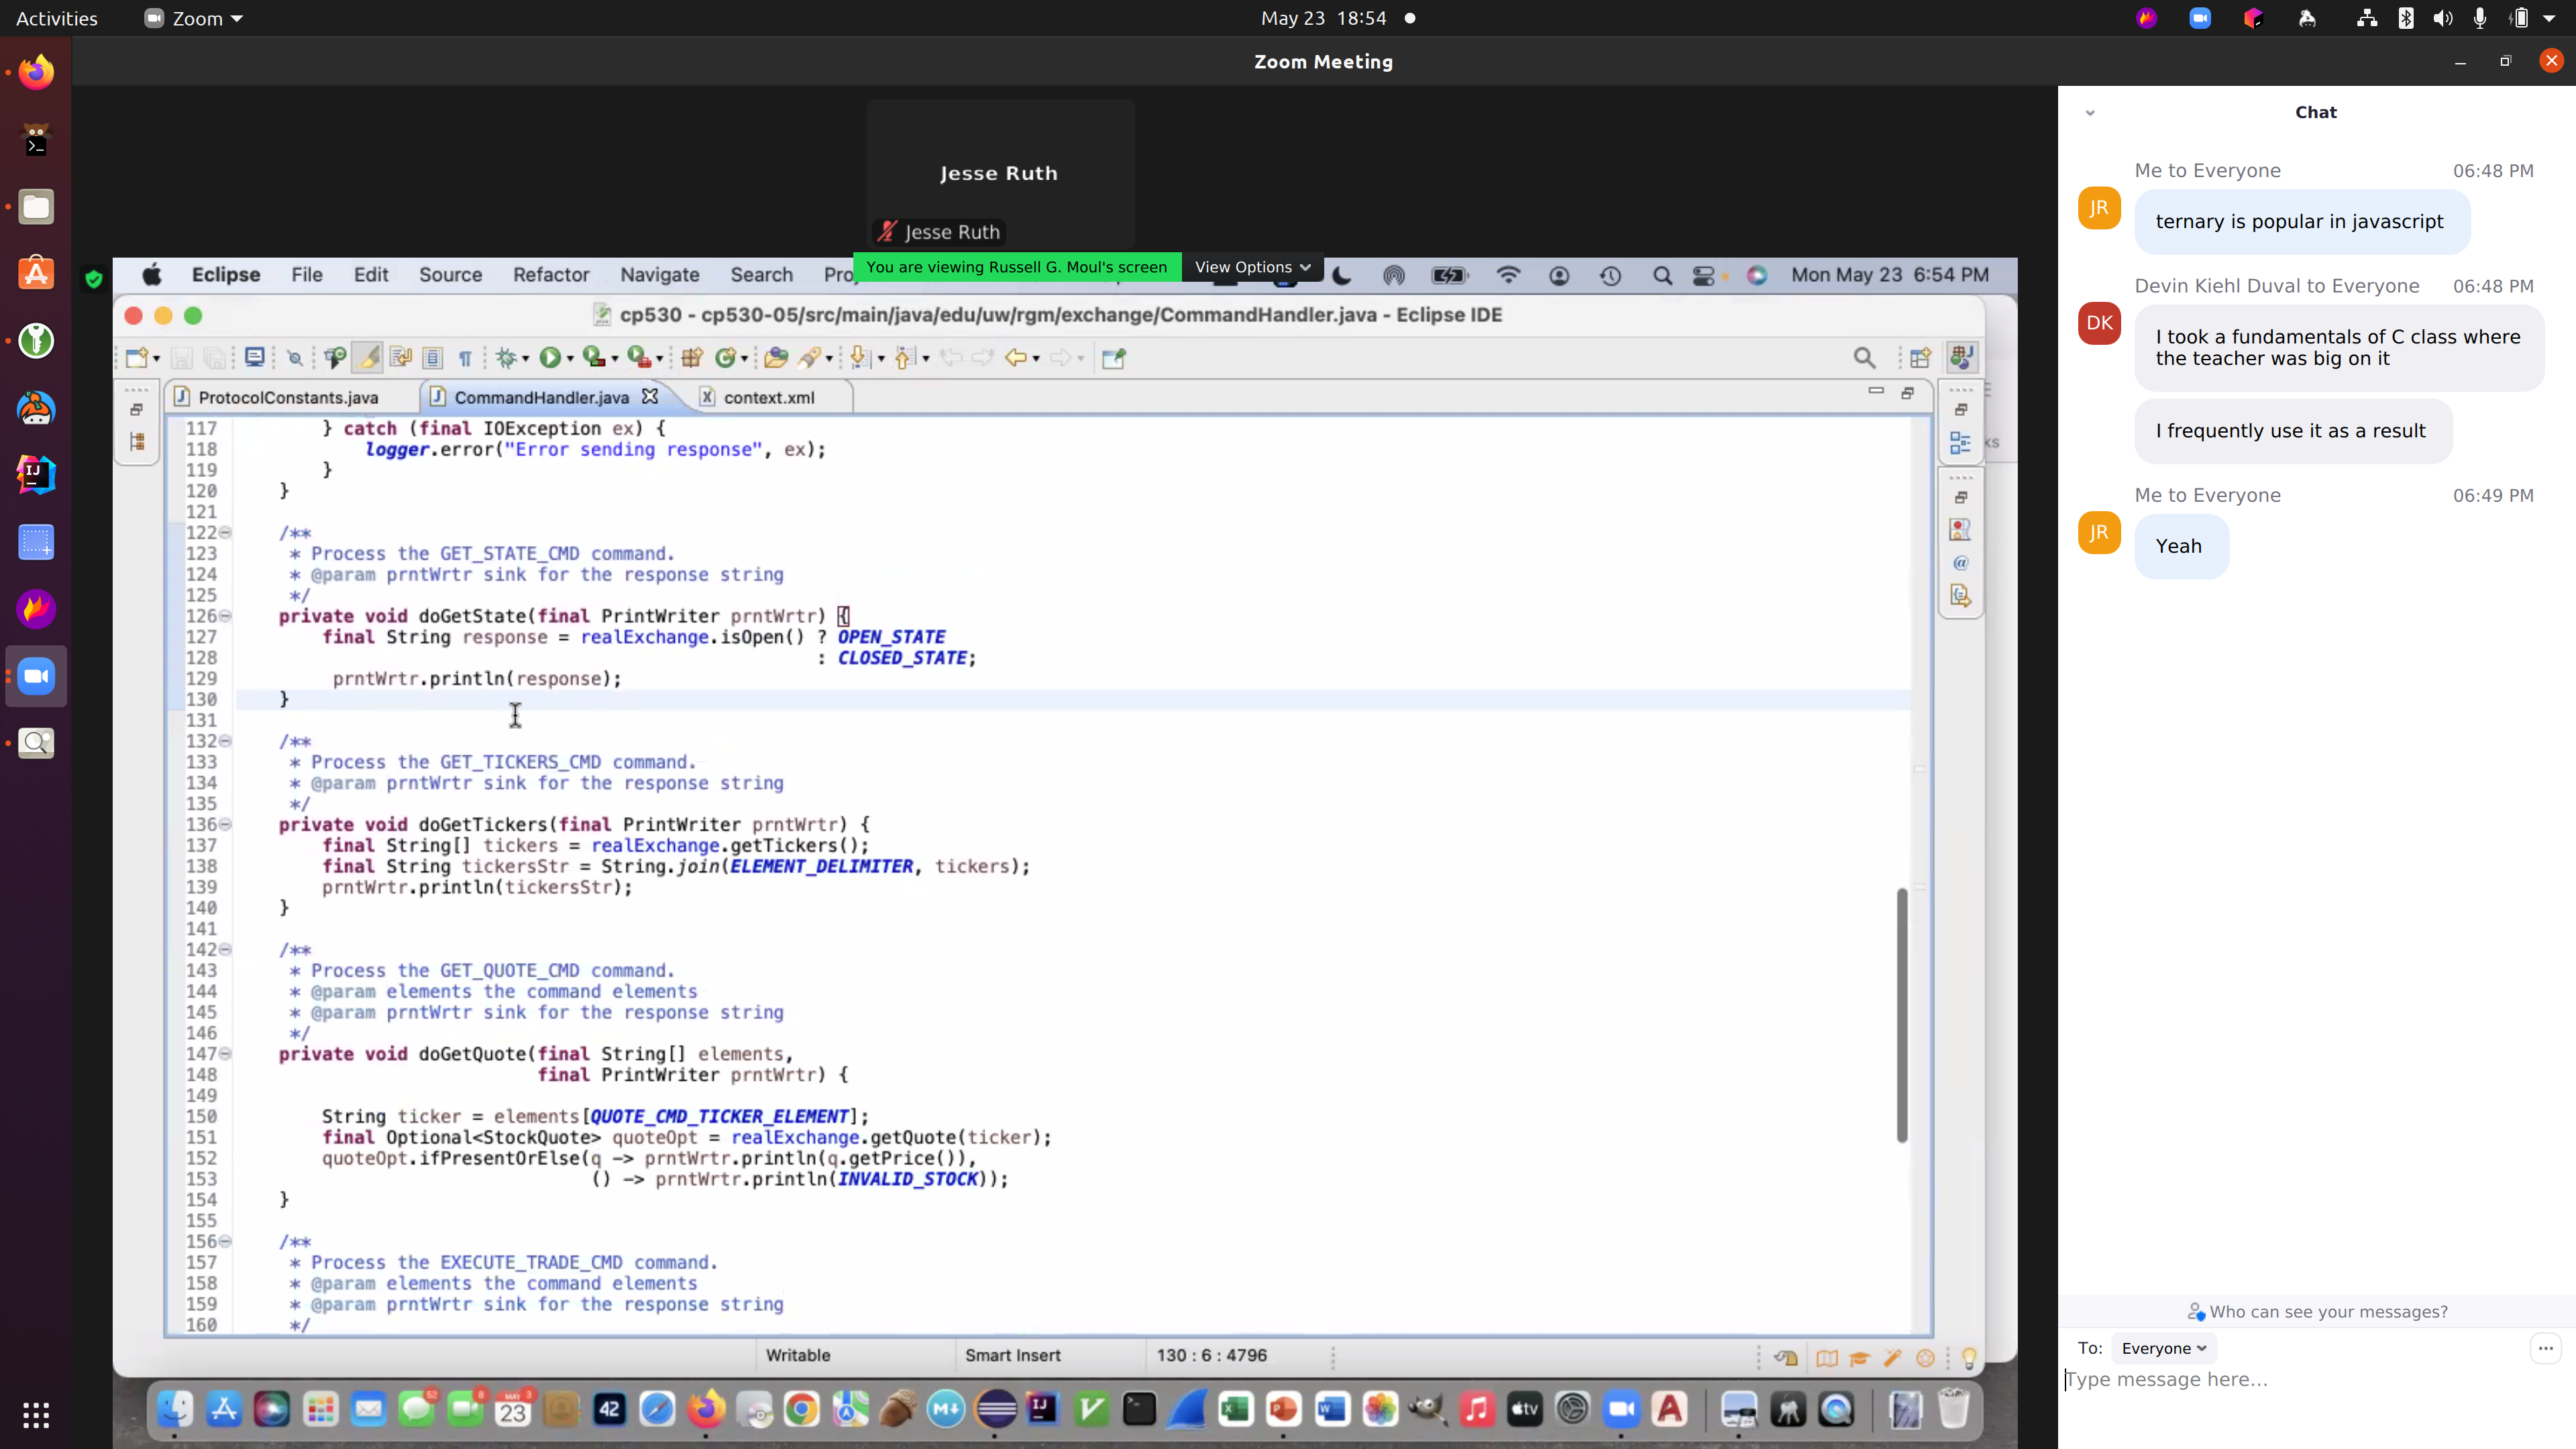 Activities
Zoom
May 23 18:54
Zoom Meeting
Jesse Ruth
Jesse Ruth
You are viewing Russell G. Moul's screen
View Options
Eclipse File Edit Source Refactor Navigate Search
Mon May 23 6:54 PM
cp530 - cp530-05/src/main/java/edu/uw/rgm/exchange/CommandHandler.java - Eclipse IDE
ProtocolConstants.java
CommandHandler.java
context.xml
117 } catch (final IOException ex) {
118 logger.error("Error sending response", ex);
119 }
120 }
121
122 /**
123 * Process the GET_STATE_CMD command.
124 * @param prntWrtr sink for the response string
125 */
126 private void doGetState(final PrintWriter prntWrtr) {
127 final String response = realExchange.isOpen() ? OPEN_STATE
128 : CLOSED_STATE;
129 prntWrtr.println(response);
130 }
131
132 /**
133 * Process the GET_TICKERS_CMD command.
134 * @param prntWrtr sink for the response string
135 */
136 private void doGetTickers(final PrintWriter prntWrtr) {
137 final String[] tickers = realExchange.getTickers();
138 final String tickersStr = String.join(ELEMENT_DELIMITER, tickers);
139 prntWrtr.println(tickersStr);
140 }
141
142 /**
143 * Process the GET_QUOTE_CMD command.
144 * @param elements the command elements
145 * @param prntWrtr sink for the response string
146 */
147 private void doGetQuote(final String[] elements,
148 final PrintWriter prntWrtr) {
149
150 String ticker = elements[QUOTE_CMD_TICKER_ELEMENT];
151 final Optional<StockQuote> quoteOpt = realExchange.getQuote(ticker);
152 quoteOpt.ifPresentOrElse(q -> prntWrtr.println(q.getPrice()),
153 () -> prntWrtr.println(INVALID_STOCK));
154 }
155
156 /**
157 * Process the EXECUTE_TRADE_CMD command.
158 * @param elements the command elements
159 * @param prntWrtr sink for the response string
160 */
Writable
Smart Insert
130 : 6 : 4796
Chat
Me to Everyone 06:48 PM
JR
ternary is popular in javascript
Devin Kiehl Duval to Everyone 06:48 PM
DK
I took a fundamentals of C class where
the teacher was big on it
I frequently use it as a result
Me to Everyone 06:49 PM
JR
Yeah
Who can see your messages?
To: Everyone
Type message here...
23
42
tv